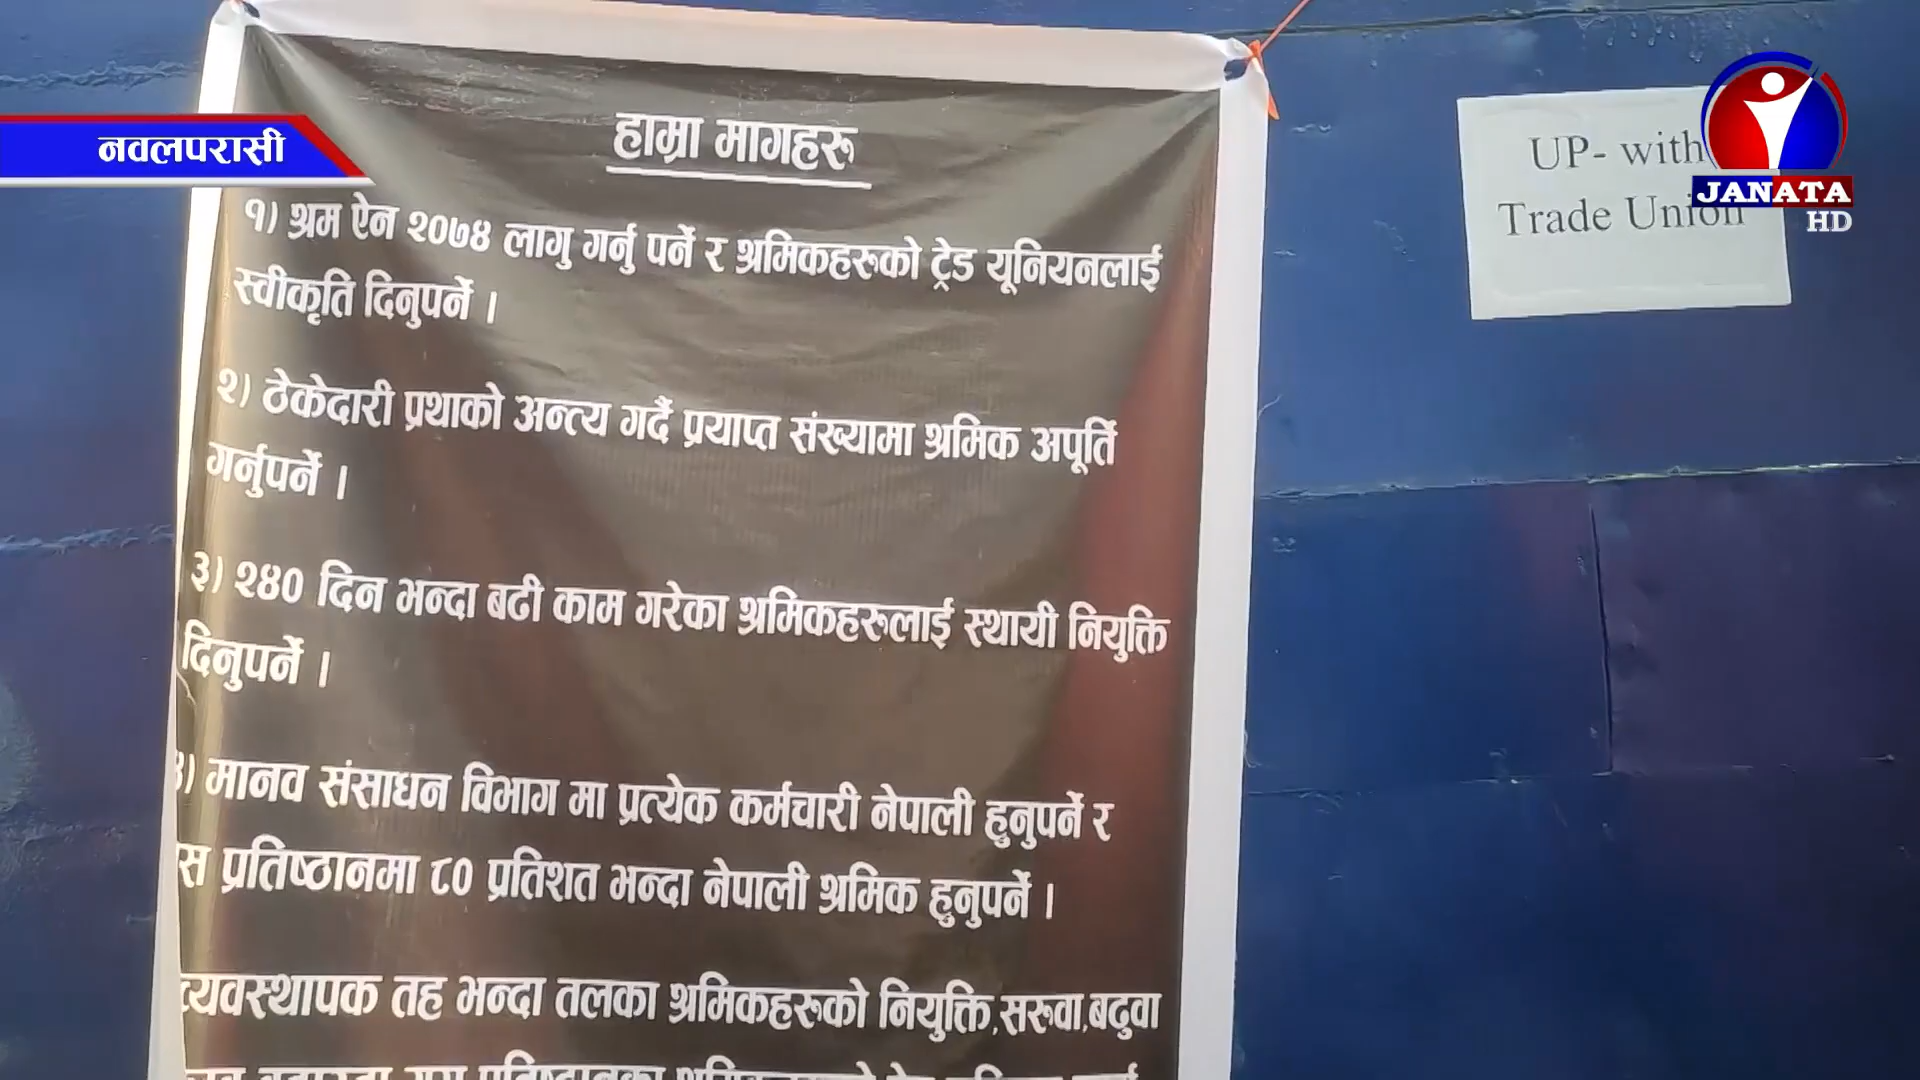 नवलपरासी
हाम्रा मागहरू
१) श्रम ऐन २०७४ लागु गर्नु पर्ने र श्रमिकहरुको ट्रेड यूनियनलाई
स्वीकृति दिनुपर्ने ।
२) ठेकेदारी प्रथाको अन्त्य गर्दै प्रयाप्त संख्यामा श्रमिक अपूर्ति
गर्नुपर्ने ।
३) २४० दिन भन्दा बढी काम गरेका श्रमिकहरुलाई स्थायी नियुक्ति
दिनुपर्ने ।
४) मानव संसाधन विभाग मा प्रत्येक कर्मचारी नेपाली हुनुपर्ने र
प्रतिष्ठानमा ८० प्रतिशत भन्दा नेपाली श्रमिक हुनुपर्ने ।
व्यवस्थापक तह भन्दा तलका श्रमिकहरुको नियुक्ति,सरुवा,बढुवा
UP- with
Trade Union
JANATA
HD